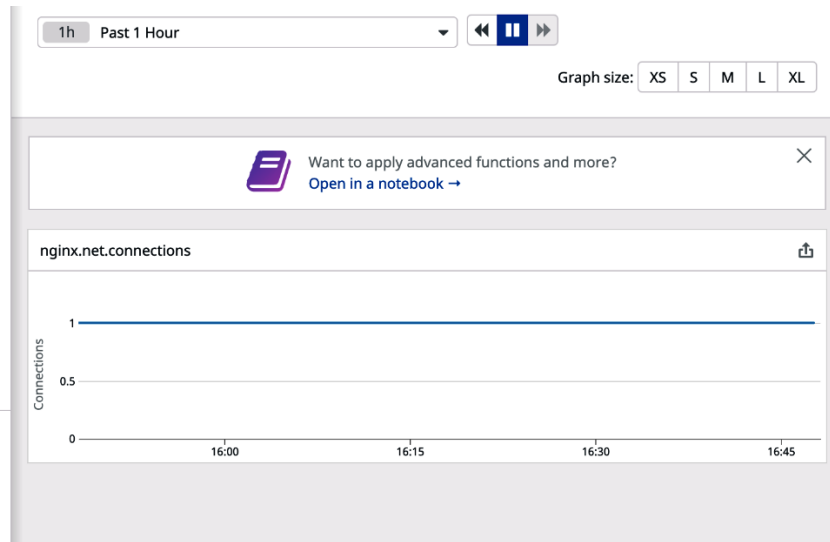 1h Past 1 Hour
Graph size: XS S M L XL
Want to apply advanced functions and more?
Open in a notebook →
nginx.net.connections
Connections
1
0.5
0
16:00 16:15 16:30 16:45